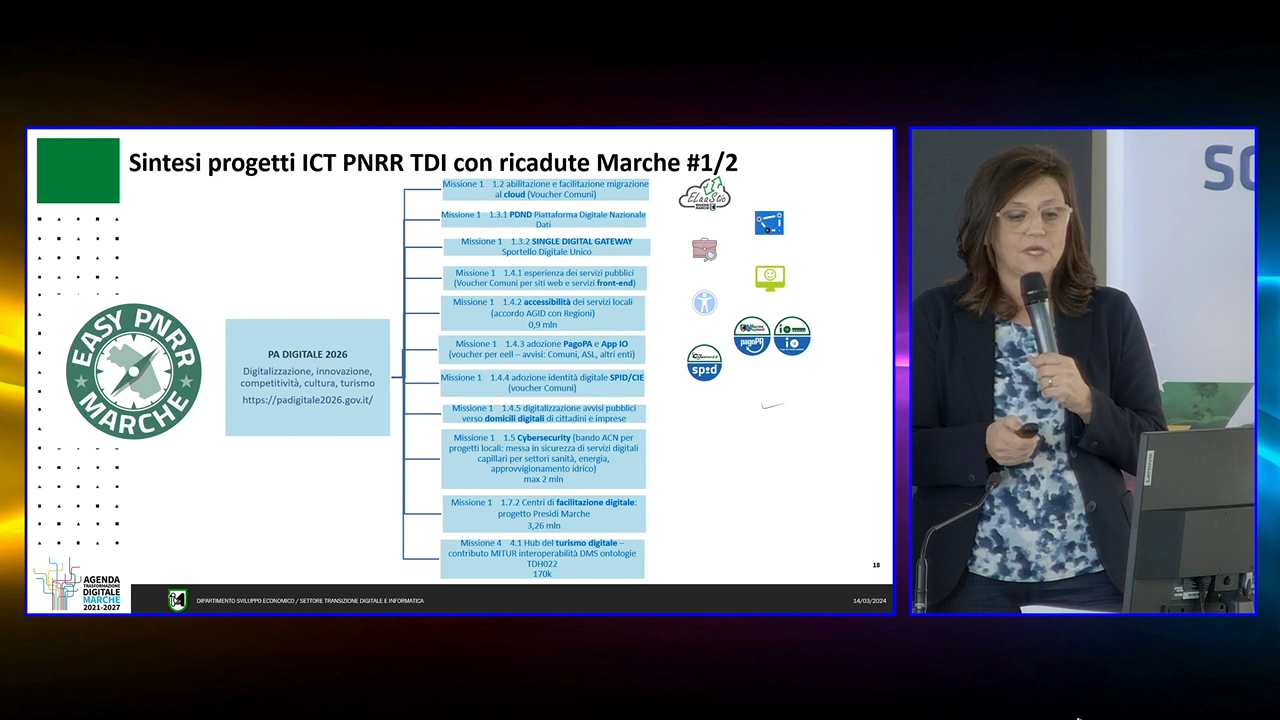 Sintesi progetti ICT PNRR TDI con ricadute Marche #1/2
EASY PNRR
MARCHE
PA DIGITALE 2026
Digitalizzazione, innovazione,
competitività, cultura, turismo
https://padigitale2026.gov.it/
Missione 1 1.2 abilitazione e facilitazione migrazione
al cloud (Voucher Comuni)
Missione 1 1.3.1 PDND Piattaforma Digitale Nazionale
Dati
Missione 1 1.3.2 SINGLE DIGITAL GATEWAY
Sportello Digitale Unico
Missione 1 1.4.1 esperienza dei servizi pubblici
(Voucher Comuni per siti web e servizi front-end)
Missione 1 1.4.2 accessibilità dei servizi locali
(accordo AGID con Regioni)
0,9 mln
Missione 1 1.4.3 adozione PagoPA e App IO
(voucher per eell – avvisi: Comuni, ASL, altri enti)
Missione 1 1.4.4 adozione identità digitale SPID/CIE
(voucher Comuni)
Missione 1 1.4.5 digitalizzazione avvisi pubblici
verso domicili digitali di cittadini e imprese
Missione 1 1.5 Cybersecurity (bando ACN per
progetti locali: messa in sicurezza di servizi digitali
capillari per settori sanità, energia,
approvvigionamento idrico)
max 2 mln
Missione 1 1.7.2 Centri di facilitazione digitale:
progetto Presidi Marche
3,26 mln
Missione 4 4.1 Hub del turismo digitale –
contributo MITUR interoperabilità DMS ontologie
TDH022
170k
ELaaStic
pagoPA
io
io
sp:d
18
AGENDA
TRASFORMAZIONE
DIGITALE
MARCHE
2021-2027
DIPARTIMENTO SVILUPPO ECONOMICO / SETTORE TRANSIZIONE DIGITALE E INFORMATICA
14/03/2024
Lenovo